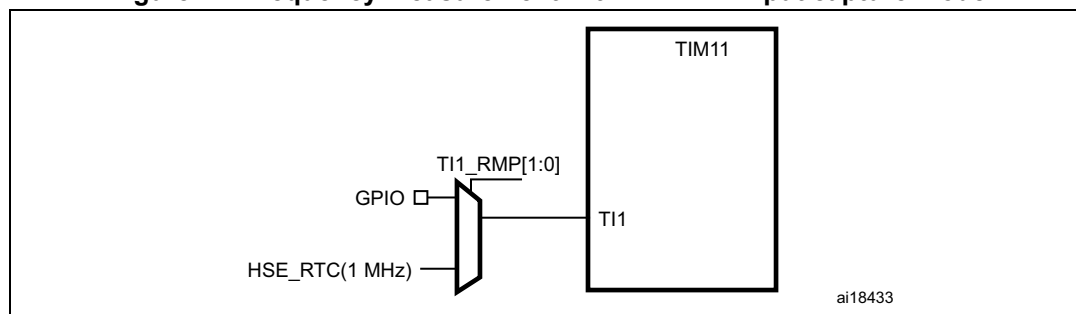 TIM11
TI1_RMP[1:0]
GPIO
TI1
HSE_RTC(1 MHz)
ai18433